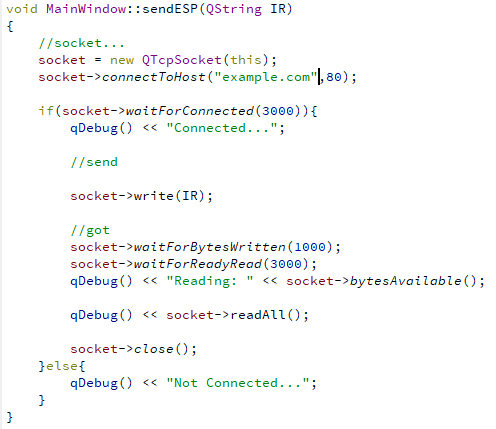 void MainWindow::sendESP(QString IR)
{
    //socket...
    socket = new QTcpSocket(this);
    socket->connectToHost("example.com",80);

    if(socket->waitForConnected(3000)){
        qDebug() << "Connected...";

        //send

        socket->write(IR);

        //got
        socket->waitForBytesWritten(1000);
        socket->waitForReadyRead(3000);
        qDebug() << "Reading: " << socket->bytesAvailable();

        qDebug() << socket->readAll();

        socket->close();
    }else{
        qDebug() << "Not Connected...";
    }
}